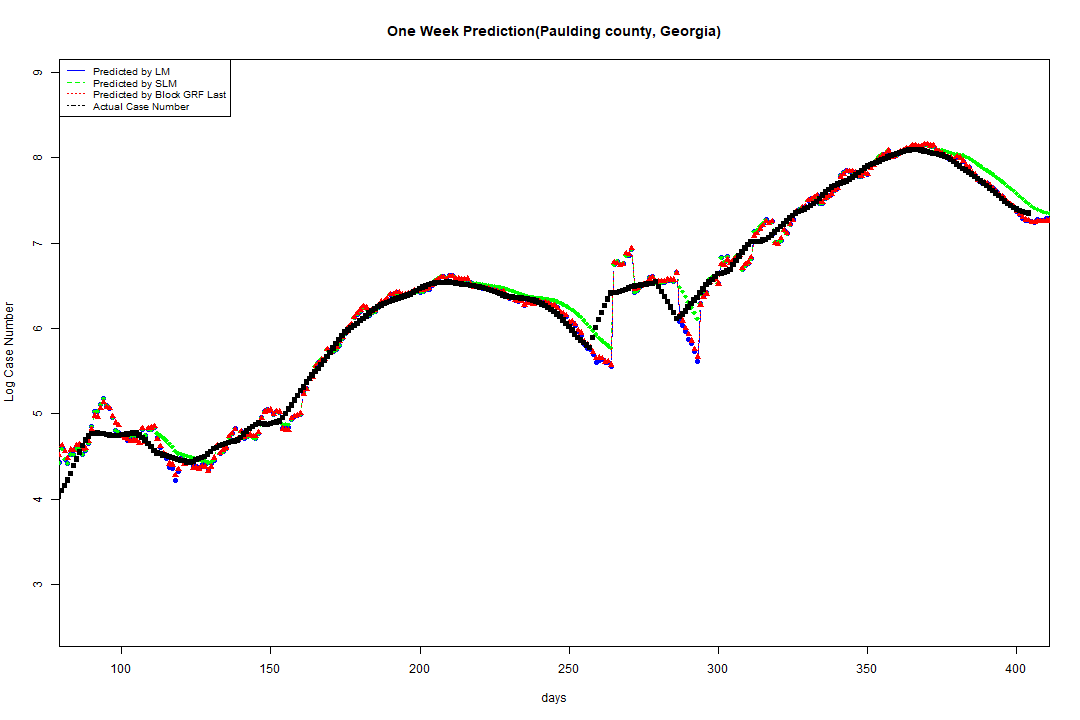 One Week Prediction(Paulding county, Georgia)
Predicted by LM
Predicted by SLM
Predicted by Block GRF Last
Actual Case Number
9
8
7
6
5
4
3
Log Case Number
100 150 200 250 300 350 400
days